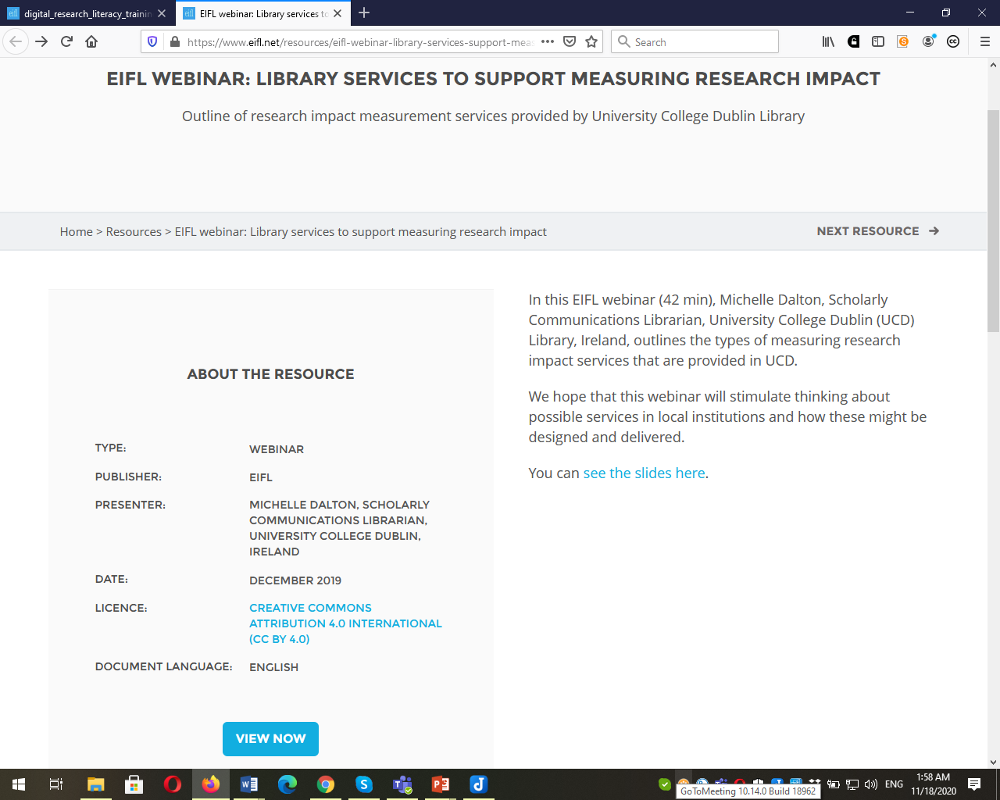 digital_research_literacy_trainin
EIFL webinar: Library services to
https://www.eifl.net/resources/eifl-webinar-library-services-support-meas
Search
EIFL WEBINAR: LIBRARY SERVICES TO SUPPORT MEASURING RESEARCH IMPACT
Outline of research impact measurement services provided by University College Dublin Library
Home > Resources > EIFL webinar: Library services to support measuring research impact
NEXT RESOURCE →
ABOUT THE RESOURCE
TYPE: WEBINAR
PUBLISHER: EIFL
PRESENTER: MICHELLE DALTON, SCHOLARLY
COMMUNICATIONS LIBRARIAN,
UNIVERSITY COLLEGE DUBLIN,
IRELAND
DATE: DECEMBER 2019
LICENCE: CREATIVE COMMONS
ATTRIBUTION 4.0 INTERNATIONAL
(CC BY 4.0)
DOCUMENT LANGUAGE: ENGLISH
VIEW NOW
In this EIFL webinar (42 min), Michelle Dalton, Scholarly
Communications Librarian, University College Dublin (UCD)
Library, Ireland, outlines the types of measuring research
impact services that are provided in UCD.
We hope that this webinar will stimulate thinking about
possible services in local institutions and how these might be
designed and delivered.
You can see the slides here.
GoToMeeting 10.14.0 Build 18962
ENG
1:58 AM
11/18/2020